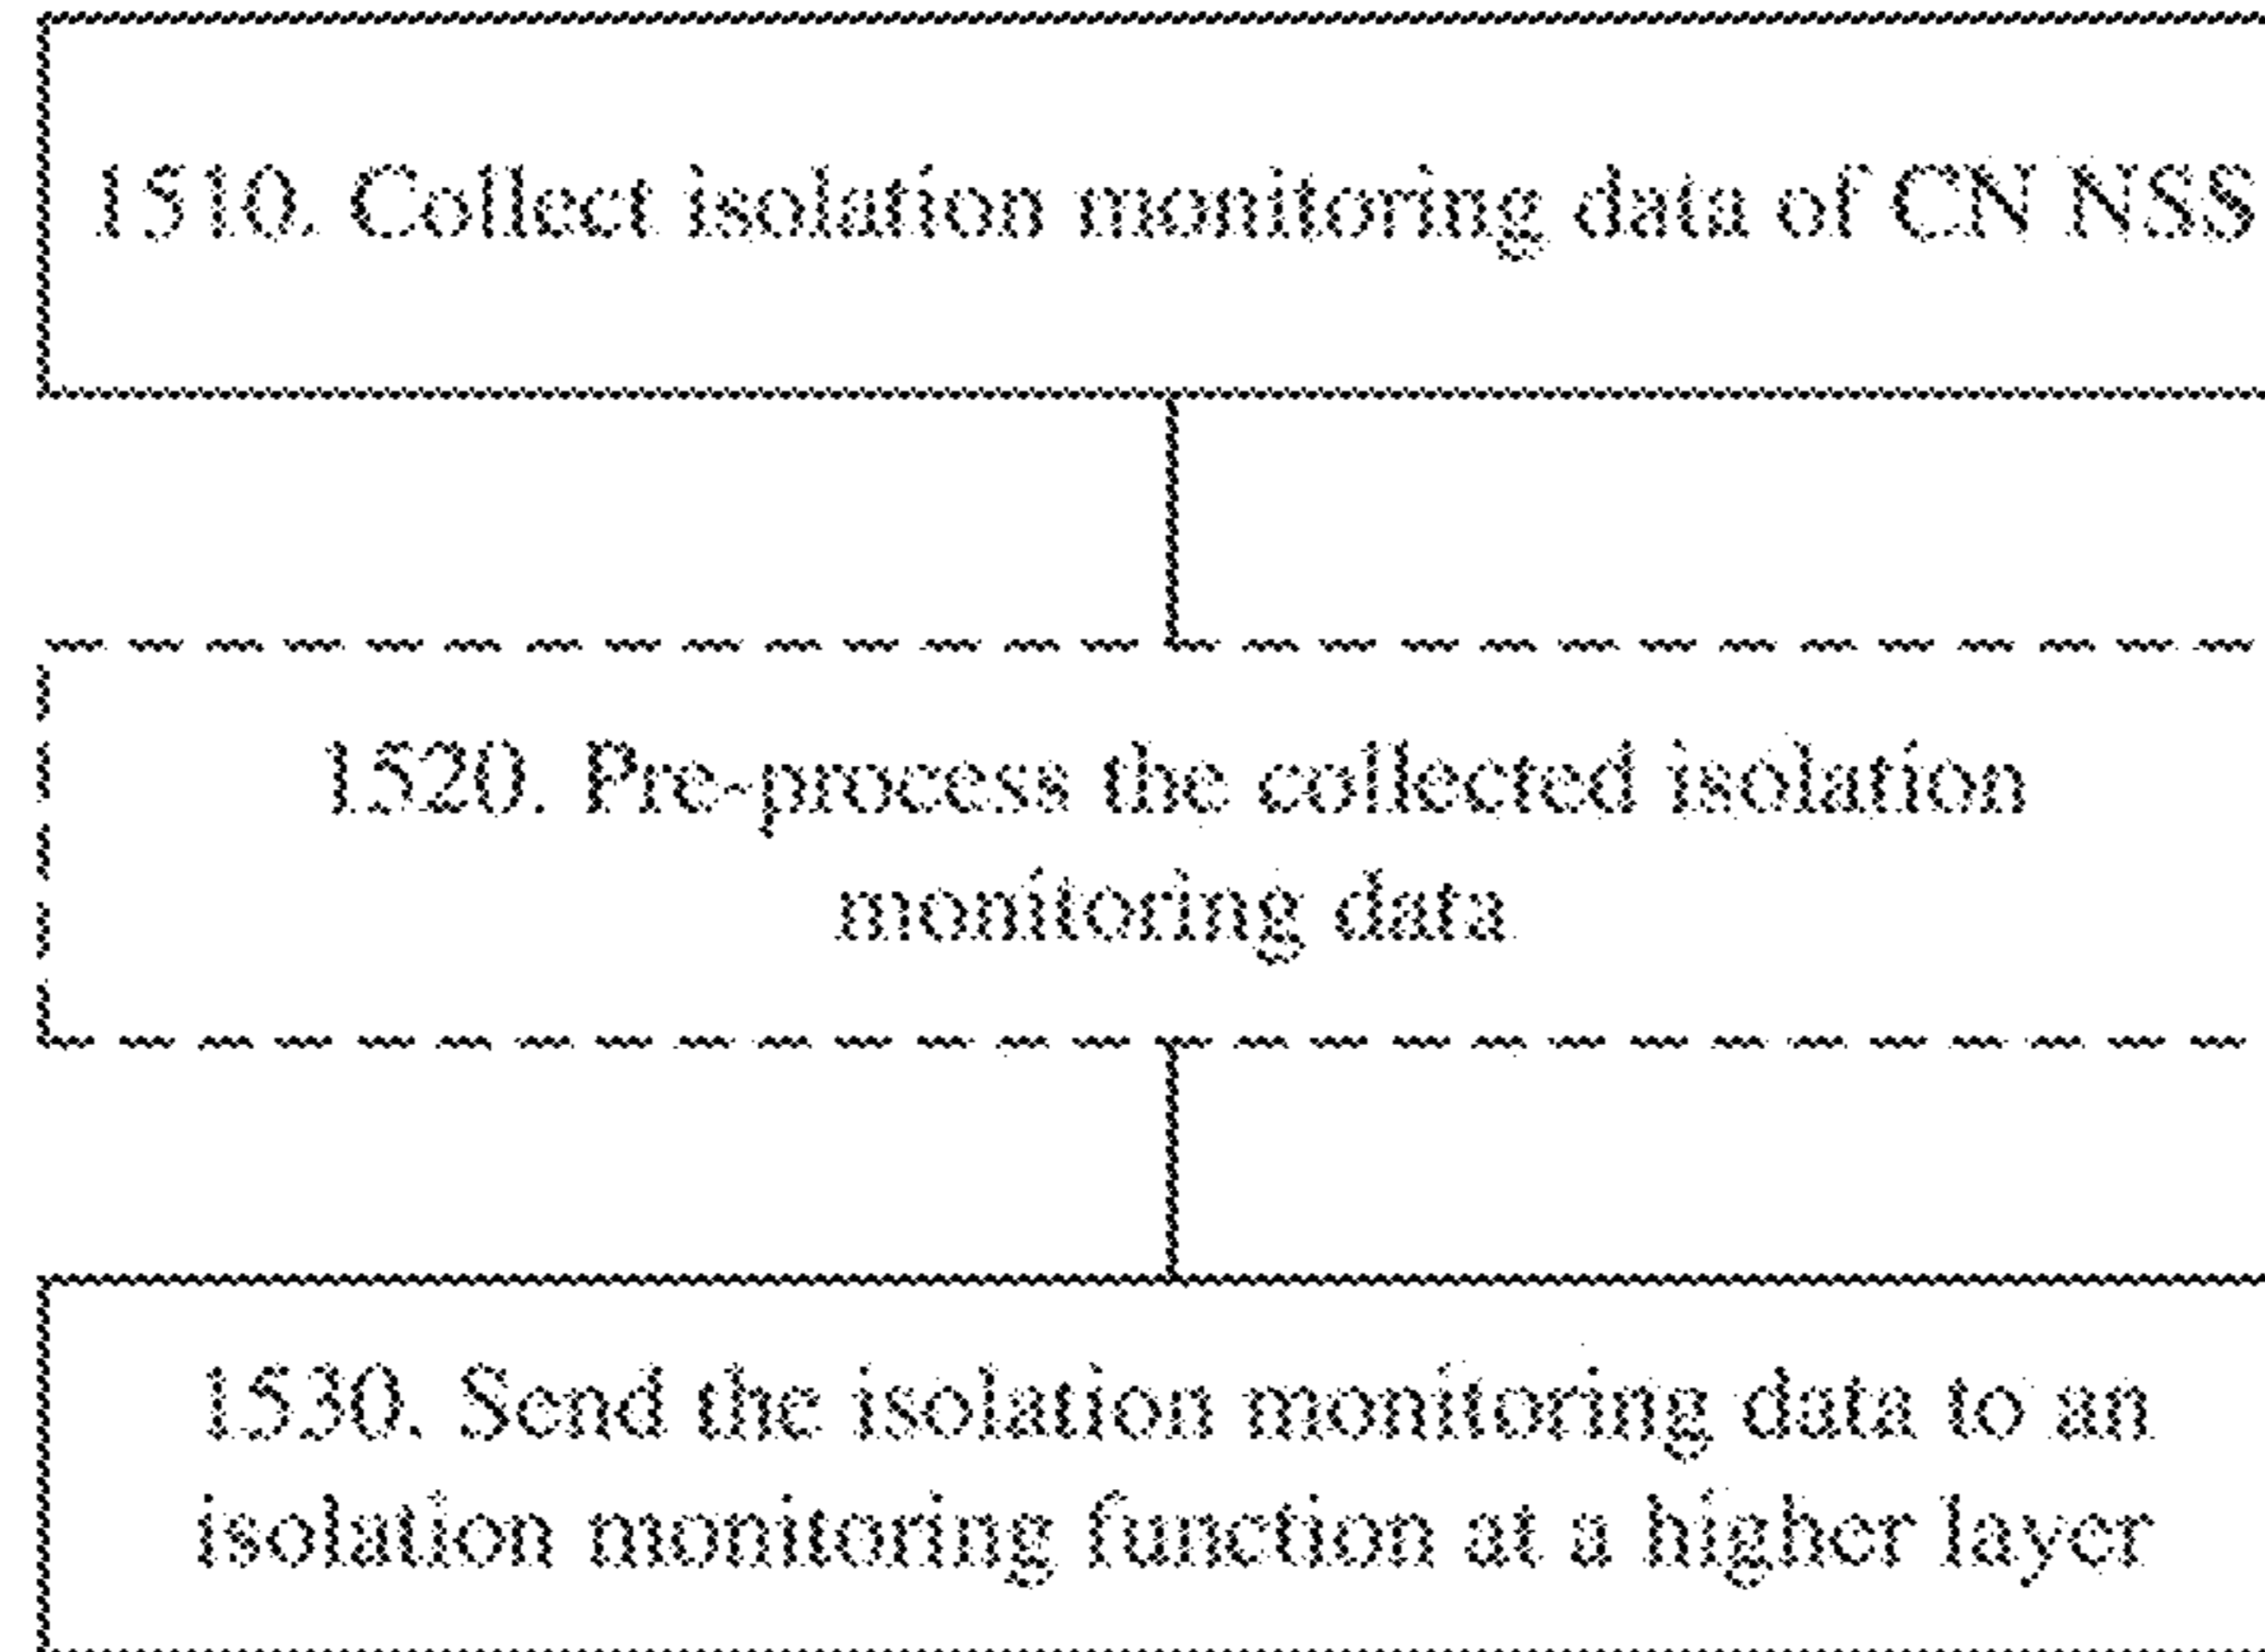 1510. Collect isolation monitoring data of CN NSS
1520. Pre-process the collected isolation
monitoring data
1530. Send the isolation monitoring data to an
isolation monitoring function at a higher layer